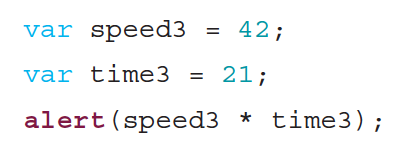 var speed3 = 42;
var time3 = 21;
alert(speed3 * time3);